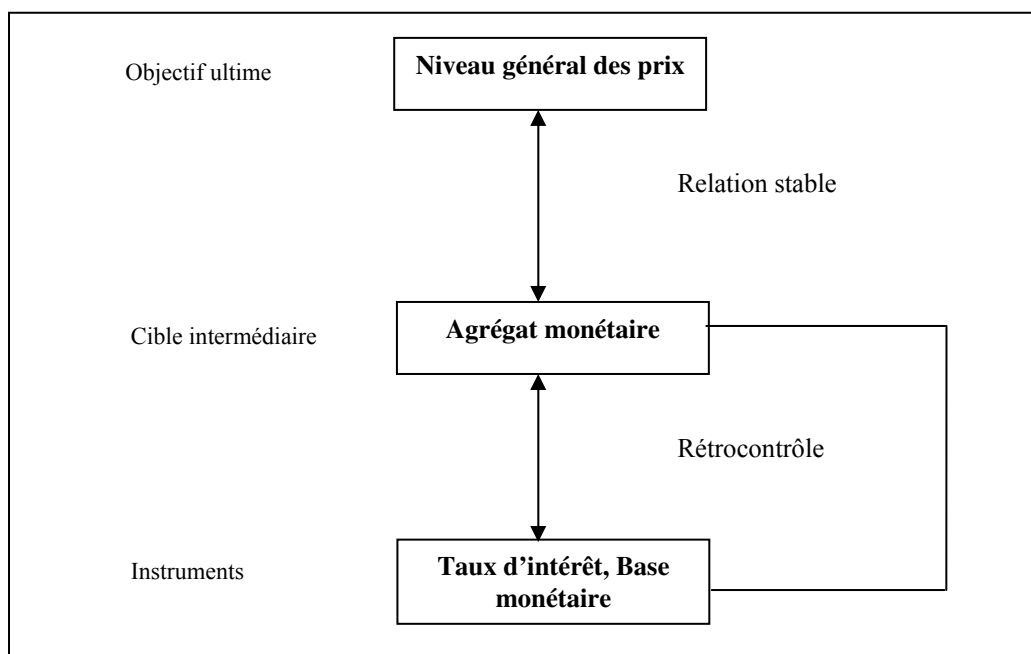 Objectif ultime
Niveau général des prix
Relation stable
Cible intermédiaire
Agrégat monétaire
Rétrocontrôle
Instruments
Taux d’intérêt, Base
monétaire